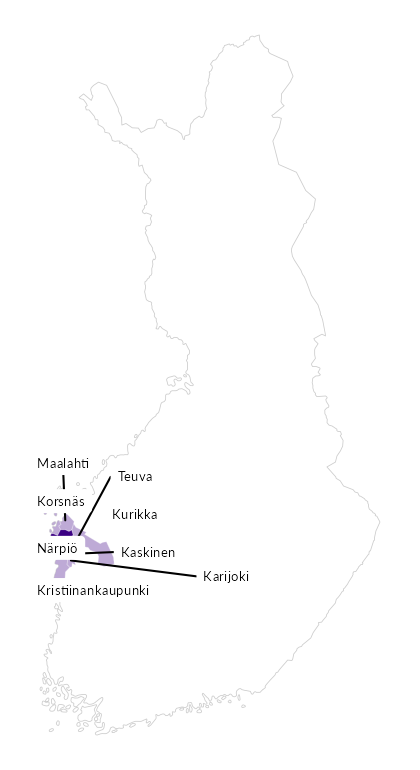 Maalahti
Teuva
Korsnäs
Kurikka
Närpiö
Kaskinen
Karijoki
Kristiinankaupunki